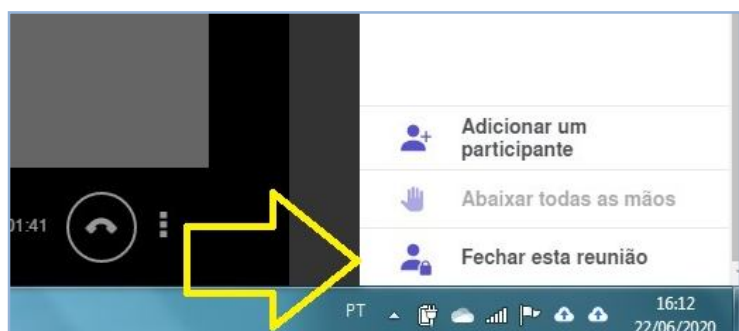 Adicionar um
participante
Abaixar todas as mãos
01:41
Fechar esta reunião
PT
16:12
22/06/2020